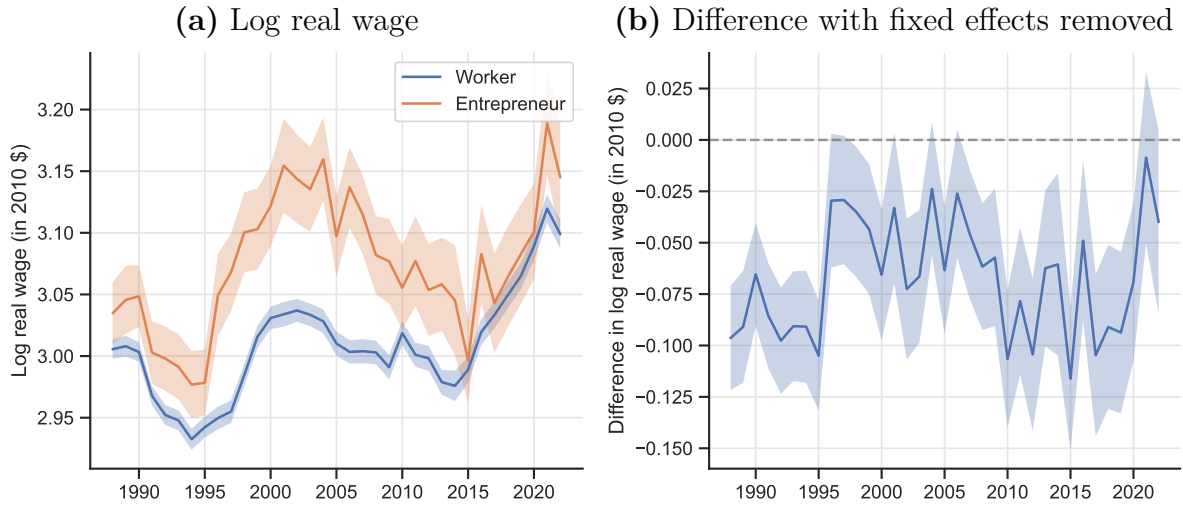 (a) Log real wage
Log real wage (in 2010 $)
3.20
3.15
3.10
3.05
3.00
2.95
Worker
Entrepreneur
1990 1995 2000 2005 2010 2015 2020
(b) Difference with fixed effects removed
Difference in log real wage (in 2010 $)
0.025
0.000
−0.025
−0.050
−0.075
−0.100
−0.125
−0.150
1990 1995 2000 2005 2010 2015 2020